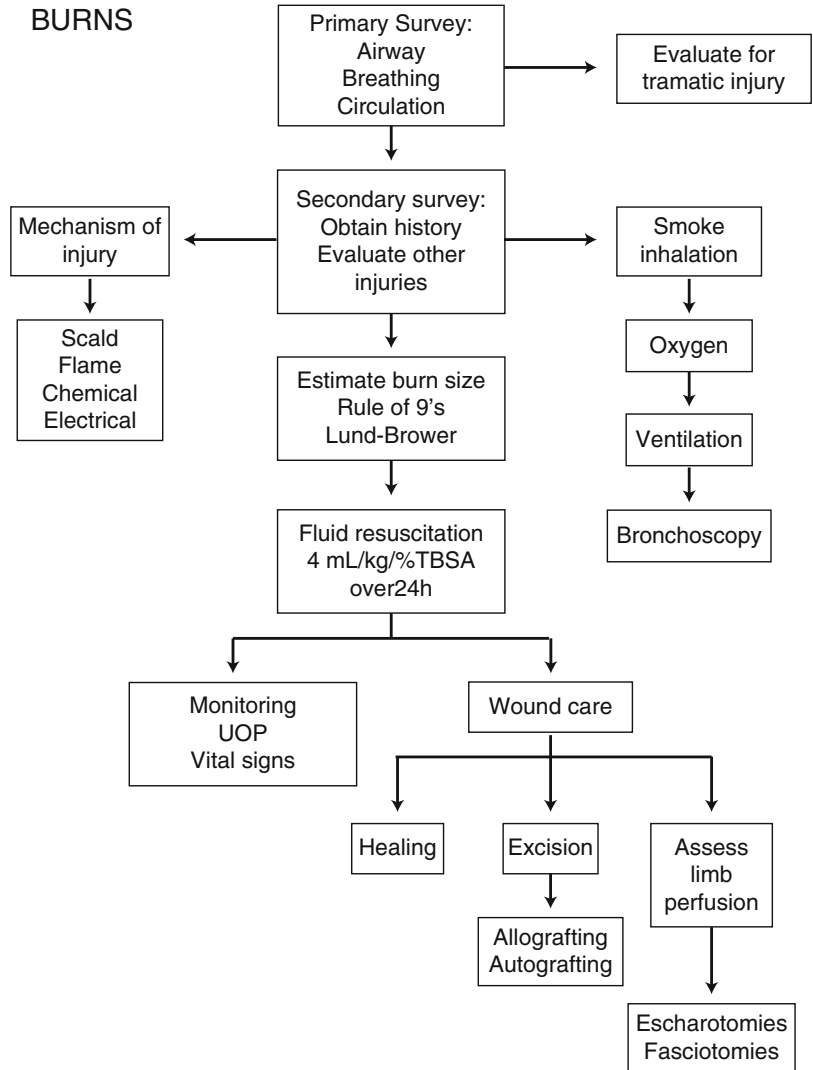 BURNS
Primary Survey:
Airway
Breathing
Circulation
Evaluate for
tramatic injury
Secondary survey:
Obtain history
Evaluate other
injuries
Mechanism of
injury
Scald
Flame
Chemical
Electrical
Smoke
inhalation
Oxygen
Ventilation
Bronchoscopy
Estimate burn size
Rule of 9's
Lund-Brower
Fluid resuscitation
4 mL/kg/%TBSA
over24h
Monitoring
UOP
Vital signs
Wound care
Healing
Excision
Assess
limb
perfusion
Allografting
Autografting
Escharotomies
Fasciotomies